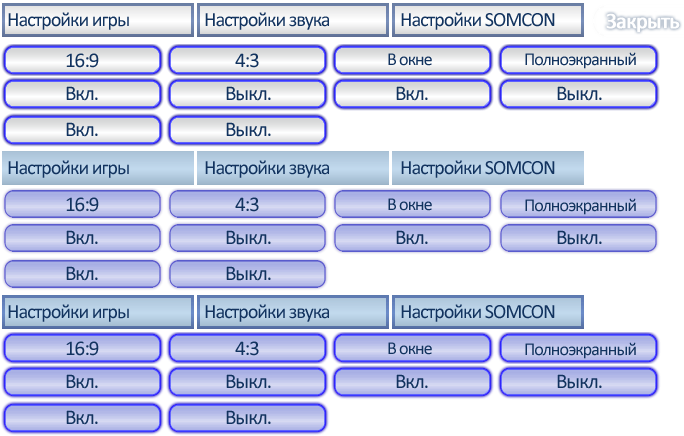 Настройки игры Настройки звука Настройки SOMCON Закрыть
16:9 4:3 В окне Полноэкранный
Вкл. Выкл. Вкл. Выкл.
Вкл. Выкл.
Настройки игры Настройки звука Настройки SOMCON
16:9 4:3 В окне Полноэкранный
Вкл. Выкл. Вкл. Выкл.
Вкл. Выкл.
Настройки игры Настройки звука Настройки SOMCON
16:9 4:3 В окне Полноэкранный
Вкл. Выкл. Вкл. Выкл.
Вкл. Выкл.